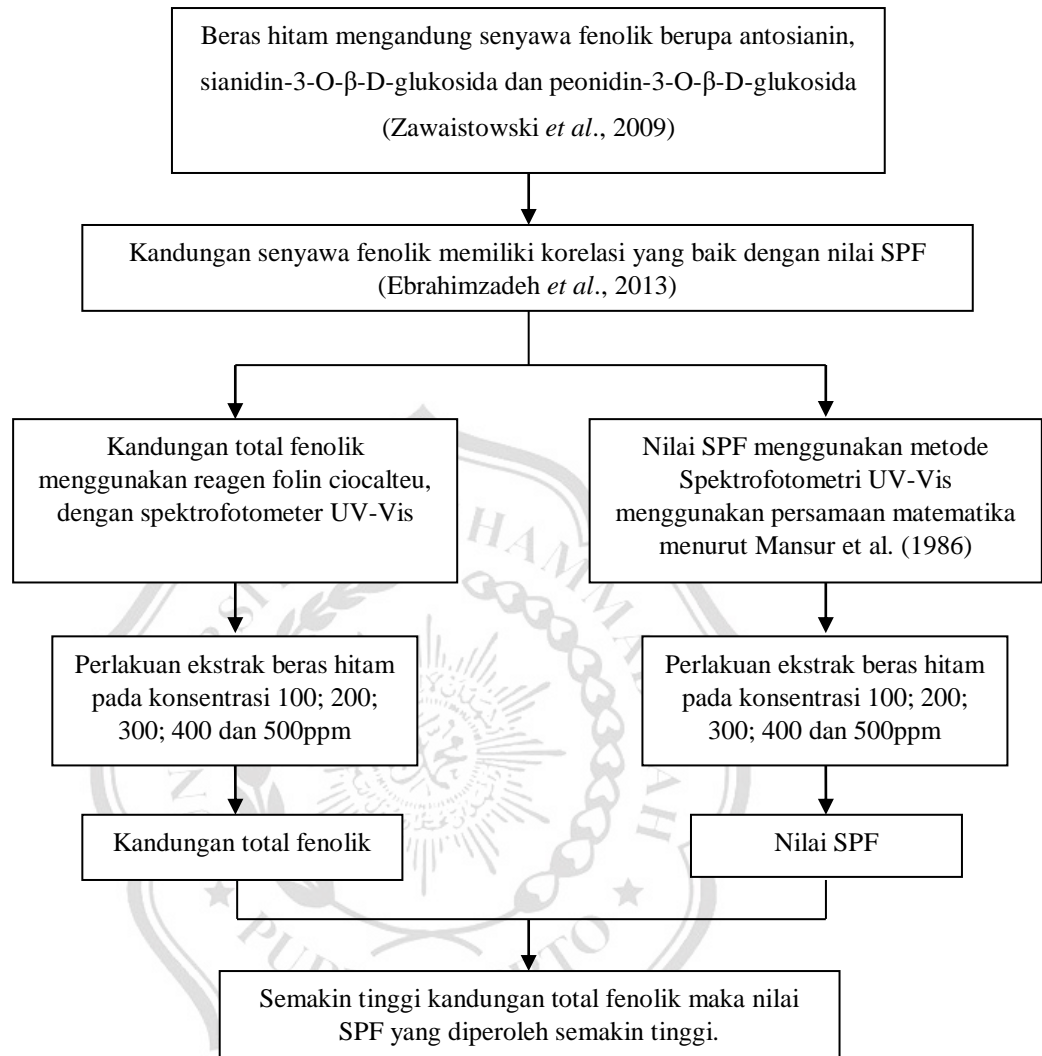 Beras hitam mengandung senyawa fenolik berupa antosianin,
sianidin-3-O-β-D-glukosida dan peonidin-3-O-β-D-glukosida
(Zawaistowski et al., 2009)
Kandungan senyawa fenolik memiliki korelasi yang baik dengan nilai SPF
(Ebrahimzadeh et al., 2013)
Kandungan total fenolik
menggunakan reagen folin ciocalteu,
dengan spektrofotometer UV-Vis
Nilai SPF menggunakan metode
Spektrofotometri UV-Vis
menggunakan persamaan matematika
menurut Mansur et al. (1986)
Perlakuan ekstrak beras hitam
pada konsentrasi 100; 200;
300; 400 dan 500ppm
Perlakuan ekstrak beras hitam
pada konsentrasi 100; 200;
300; 400 dan 500ppm
Kandungan total fenolik
Nilai SPF
Semakin tinggi kandungan total fenolik maka nilai
SPF yang diperoleh semakin tinggi.